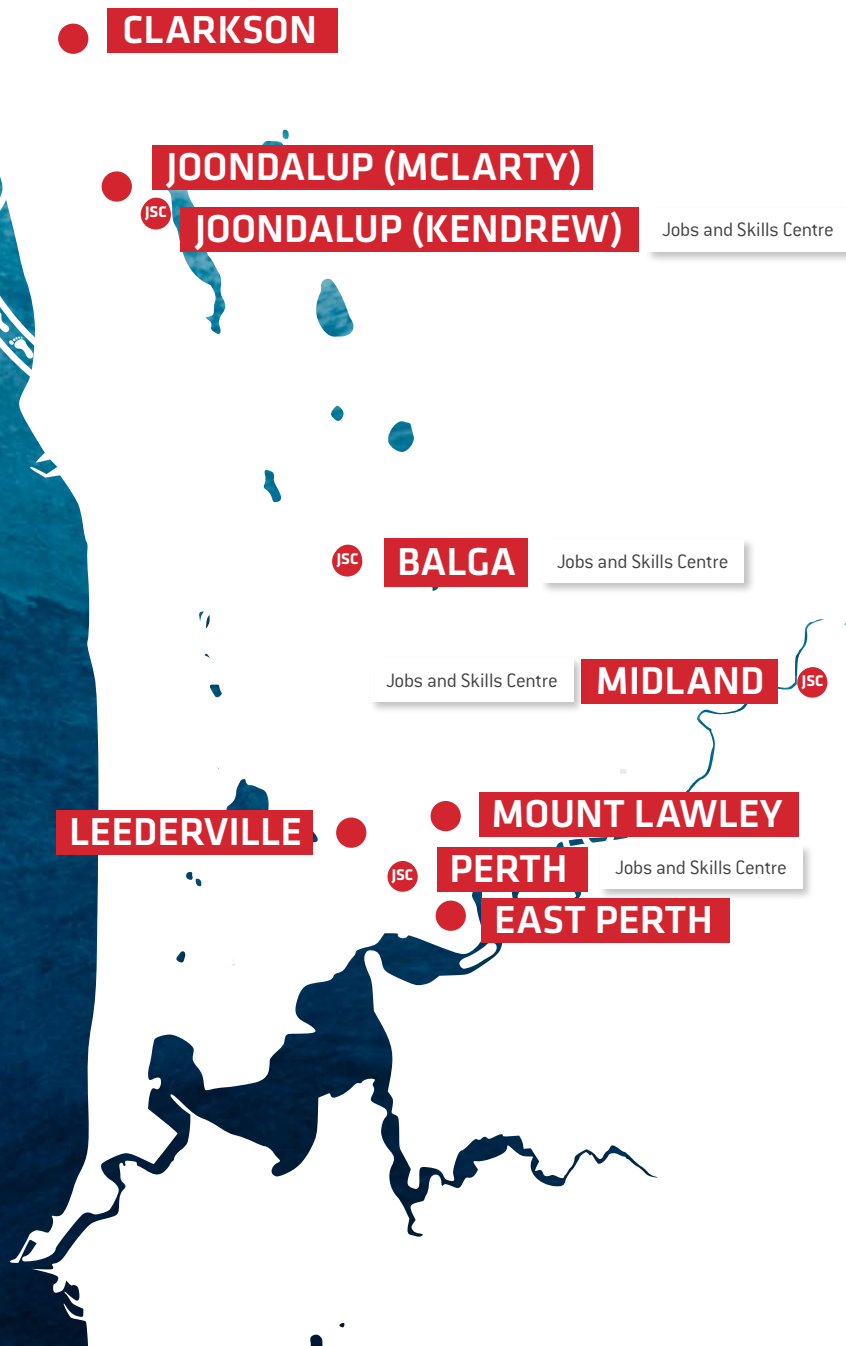 CLARKSON
JOONDALUP (MCLARTY)
JSC
JOONDALUP (KENDREW)
Jobs and Skills Centre
JSC
BALGA
Jobs and Skills Centre
Jobs and Skills Centre
MIDLAND
JSC
LEEDERVILLE
MOUNT LAWLEY
JSC
PERTH
Jobs and Skills Centre
EAST PERTH